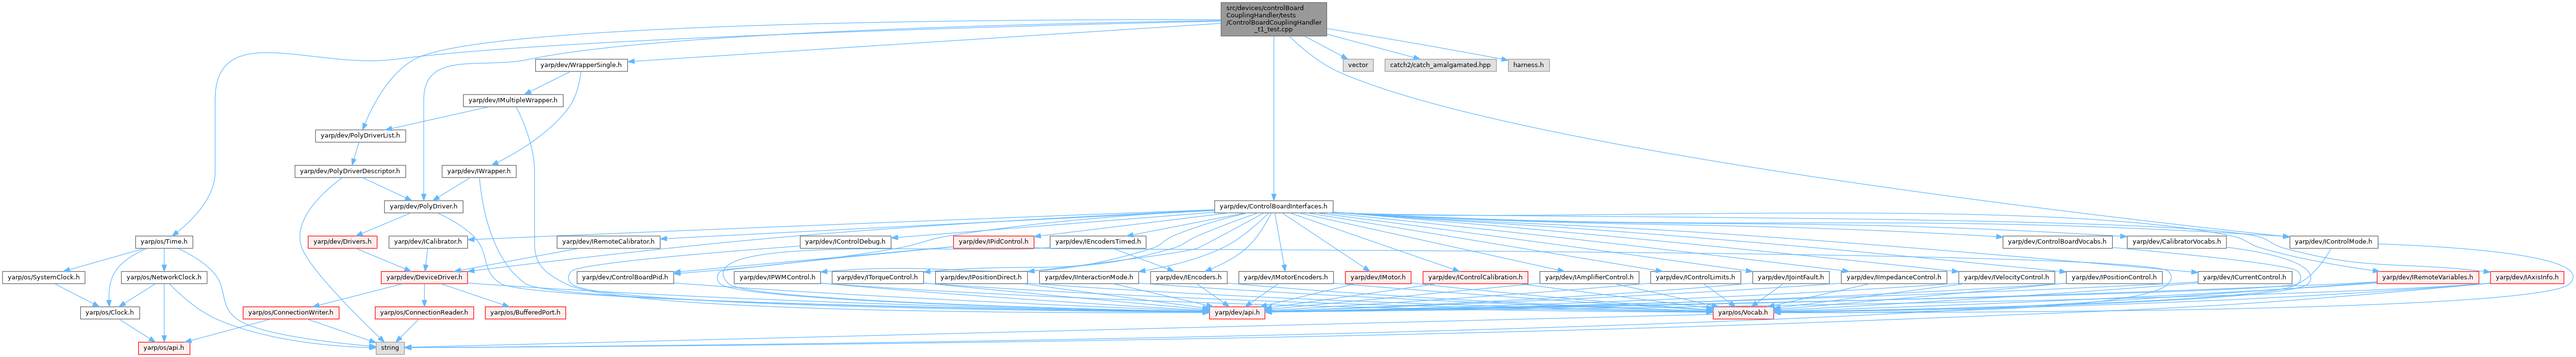 src/devices/controlBoard
CouplingHandler/tests
/ControlBoardCouplingHandler
_t1_test.cpp
yarp/dev/WrapperSingle.h
vector
catch2/catch_amalgamated.hpp
harness.h
yarp/dev/IMultipleWrapper.h
yarp/dev/PolyDriverList.h
yarp/dev/PolyDriverDescriptor.h
yarp/dev/IWrapper.h
yarp/dev/PolyDriver.h
yarp/dev/ControlBoardInterfaces.h
yarp/os/Time.h
yarp/dev/Drivers.h
yarp/dev/ICalibrator.h
yarp/dev/IRemoteCalibrator.h
yarp/dev/IControlDebug.h
yarp/dev/IPidControl.h
yarp/dev/IEncodersTimed.h
yarp/dev/ControlBoardVocabs.h
yarp/dev/CalibratorVocabs.h
yarp/dev/IControlMode.h
yarp/os/SystemClock.h
yarp/os/NetworkClock.h
yarp/dev/DeviceDriver.h
yarp/dev/ControlBoardPid.h
yarp/dev/IPWMControl.h
yarp/dev/ITorqueControl.h
yarp/dev/IPositionDirect.h
yarp/dev/IInteractionMode.h
yarp/dev/IEncoders.h
yarp/dev/IMotorEncoders.h
yarp/dev/IMotor.h
yarp/dev/IControlCalibration.h
yarp/dev/IAmplifierControl.h
yarp/dev/IControlLimits.h
yarp/dev/IJointFault.h
yarp/dev/IImpedanceControl.h
yarp/dev/IVelocityControl.h
yarp/dev/IPositionControl.h
yarp/dev/ICurrentControl.h
yarp/dev/IRemoteVariables.h
yarp/dev/IAxisInfo.h
yarp/os/Clock.h
yarp/os/ConnectionWriter.h
yarp/os/ConnectionReader.h
yarp/os/BufferedPort.h
yarp/dev/api.h
yarp/os/Vocab.h
yarp/os/api.h
string